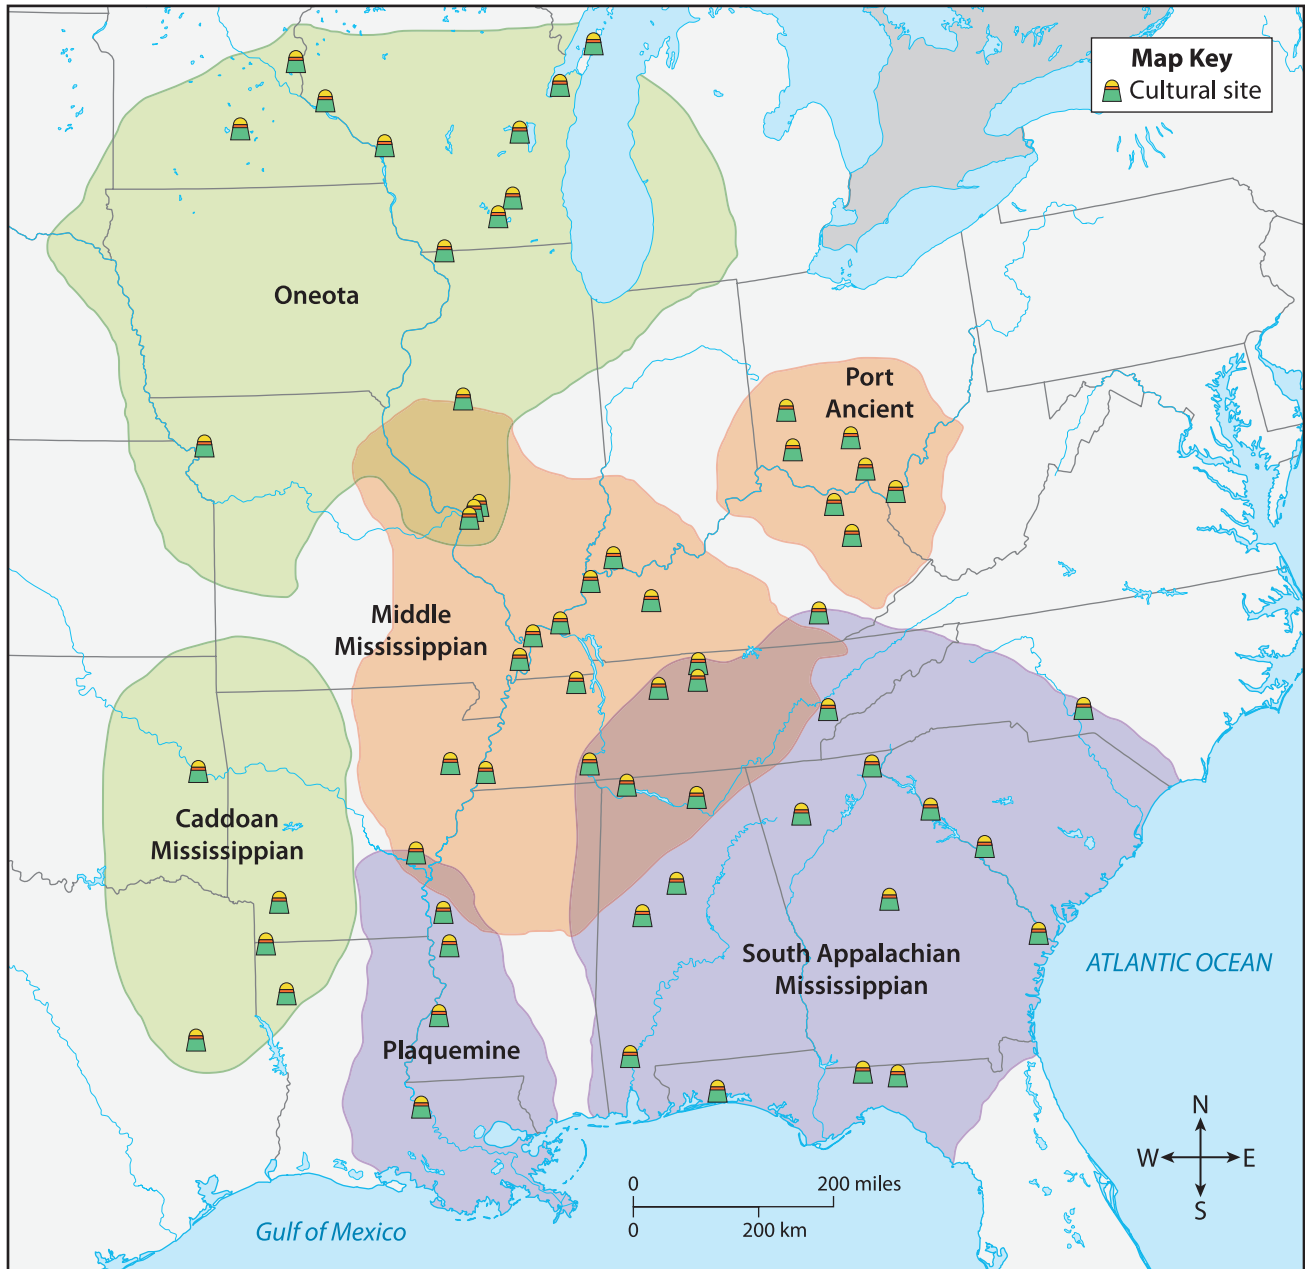 Map Key
Cultural site
Oneota
Port
Ancient
Middle
Mississippian
Caddoan
Mississippian
South Appalachian
Mississippian
ATLANTIC OCEAN
Plaquemine
N
W
E
S
0
200 miles
0
200 km
Gulf of Mexico